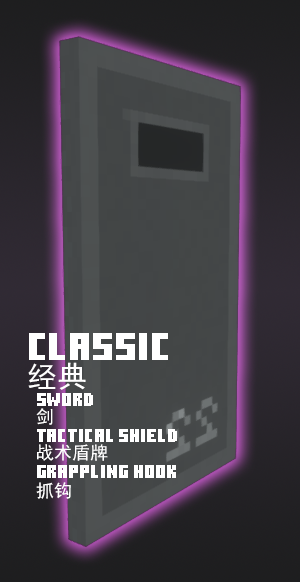 CLASSIC
经典
SWORD
剑
TACTICAL SHIELD
战术盾牌
GRAPPLING HOOK
抓钩